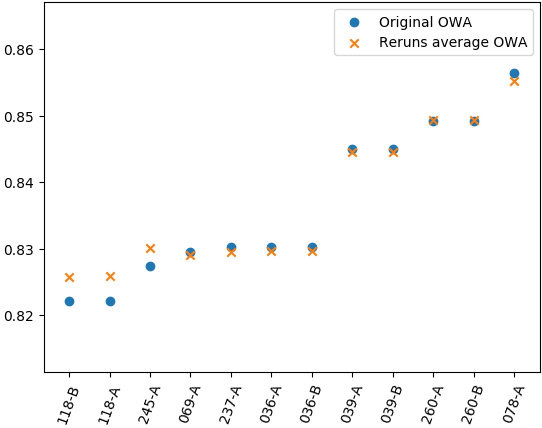 Original OWA
Reruns average OWA
0.86
0.85
0.84
0.83
0.82
118-B
118-A
245-A
069-A
237-A
036-A
036-B
039-A
039-B
260-A
260-B
078-A